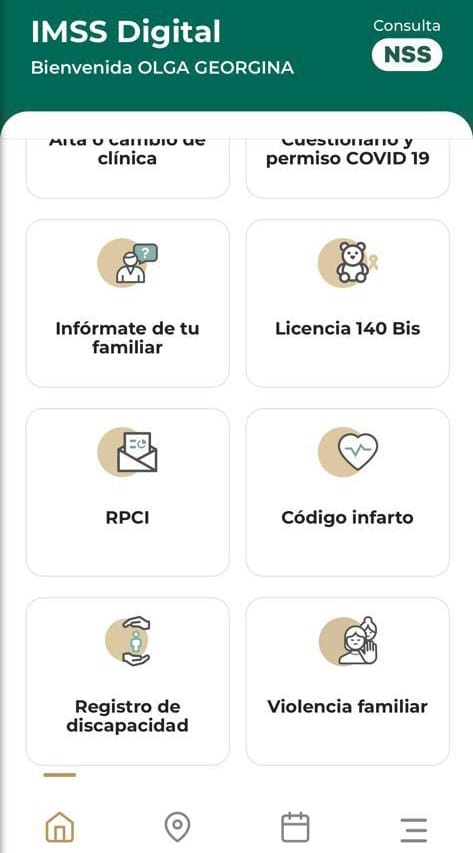 IMSS Digital
Consulta
Bienvenida OLGA GEORGINA
NSS
Alta o cambio de
clínica
Cuestionario y
permiso COVID 19
?
Infórmate de tu
familiar
Licencia 140 Bis
RPCI
Código infarto
Registro de
discapacidad
Violencia familiar